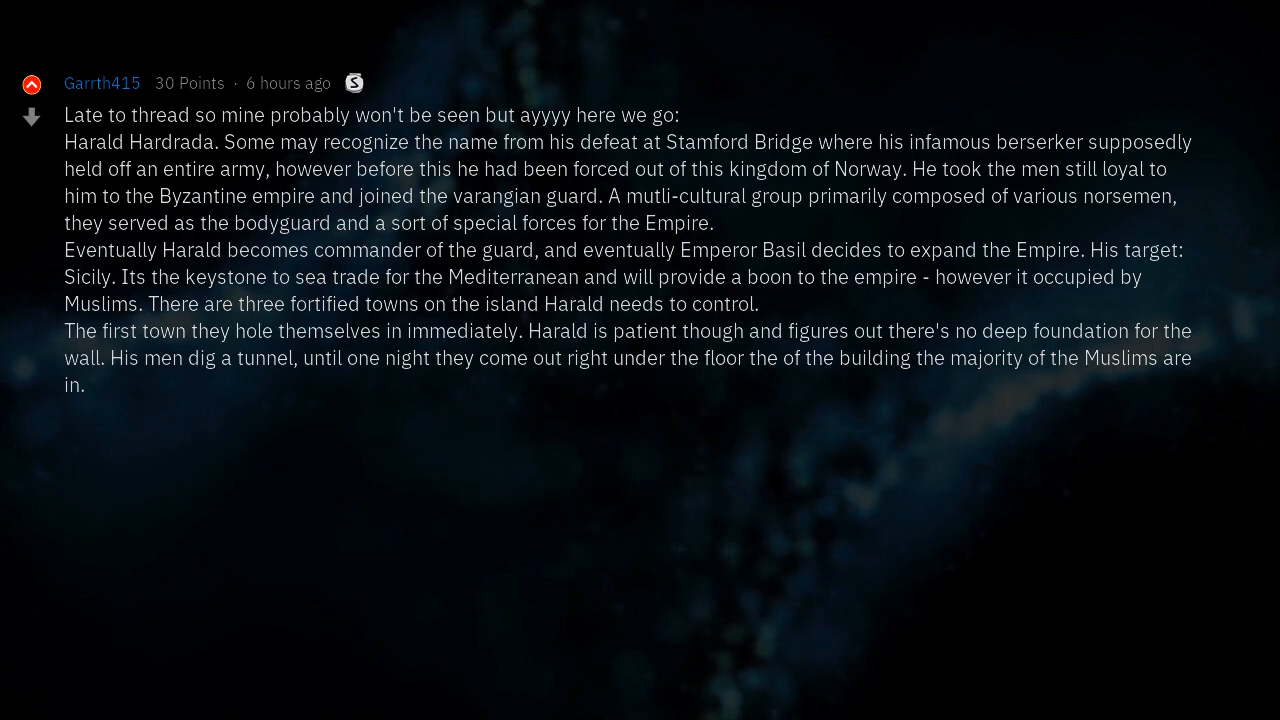 Garrth415 30 Points · 6 hours ago
Late to thread so mine probably won't be seen but ayyyy here we go:
Harald Hardrada. Some may recognize the name from his defeat at Stamford Bridge where his infamous berserker supposedly
held off an entire army, however before this he had been forced out of this kingdom of Norway. He took the men still loyal to
him to the Byzantine empire and joined the varangian guard. A mutli-cultural group primarily composed of various norsemen,
they served as the bodyguard and a sort of special forces for the Empire.
Eventually Harald becomes commander of the guard, and eventually Emperor Basil decides to expand the Empire. His target:
Sicily. Its the keystone to sea trade for the Mediterranean and will provide a boon to the empire - however it occupied by
Muslims. There are three fortified towns on the island Harald needs to control.
The first town they hole themselves in immediately. Harald is patient though and figures out there's no deep foundation for the
wall. His men dig a tunnel, until one night they come out right under the floor the of the building the majority of the Muslims are
in.